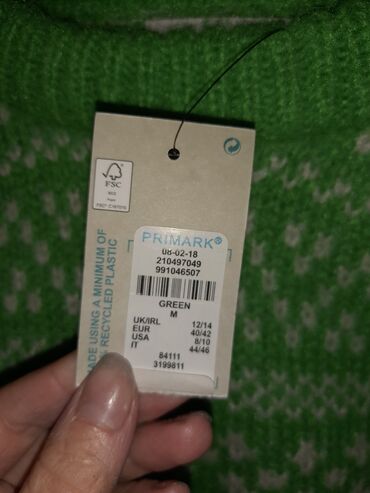 FSC
PRIMARK®
08-02-18
210497049
991046507
GREEN
M
UK/IRL 12/14
EUR 40/42
USA 8/10
IT 44/46
84111
3199811
MADE USING A MINIMUM OF
% RECYCLED PLASTIC